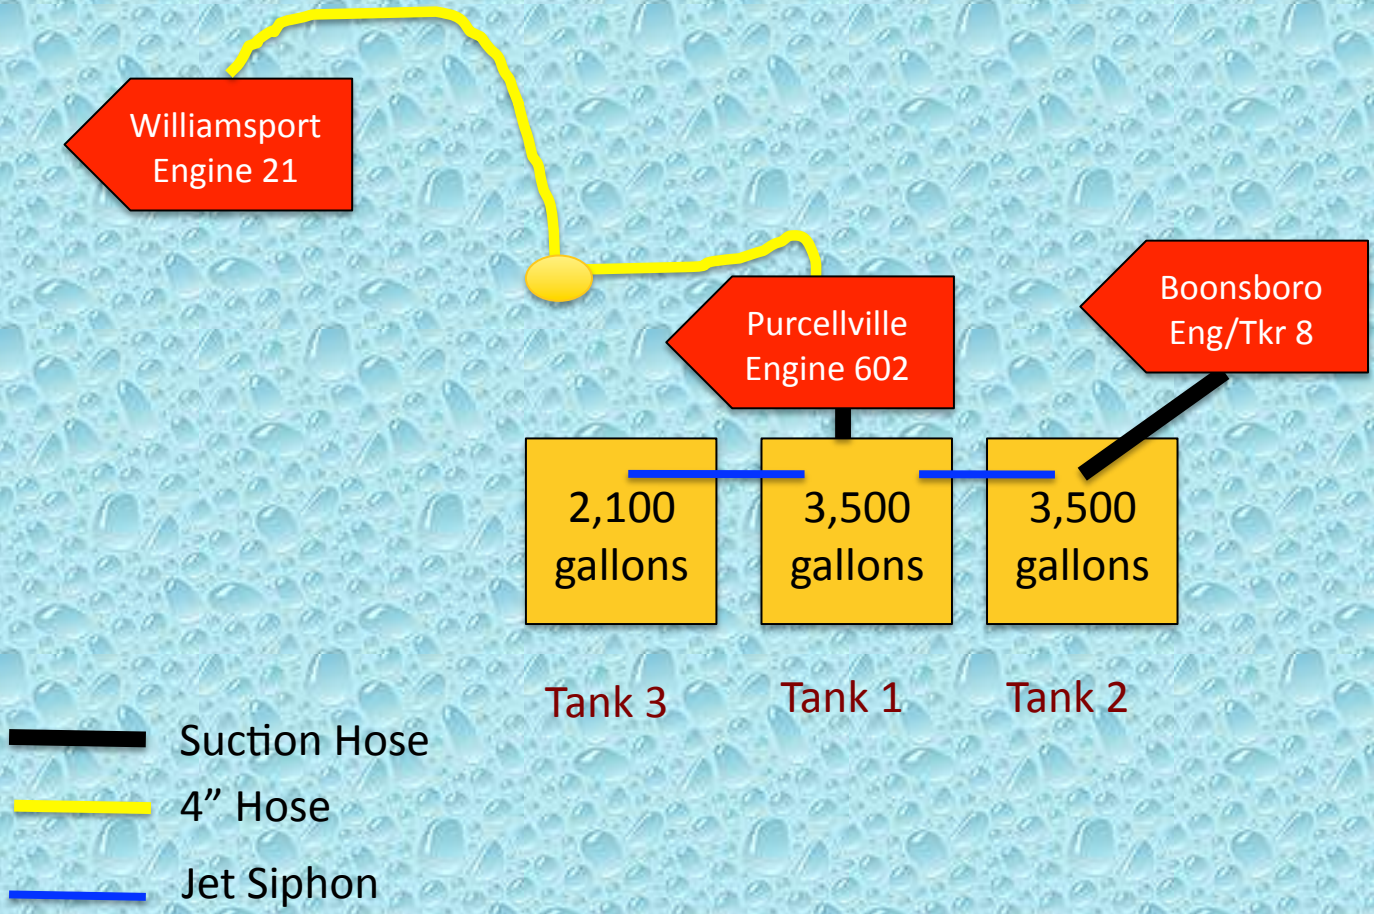 Williamsport
Engine 21
Boonsboro
Eng/Tkr 8
Purcellville
Engine 602
2,100
gallons
3,500
gallons
3,500
gallons
Tank 3
Tank 1
Tank 2
Suction Hose
4” Hose
Jet Siphon